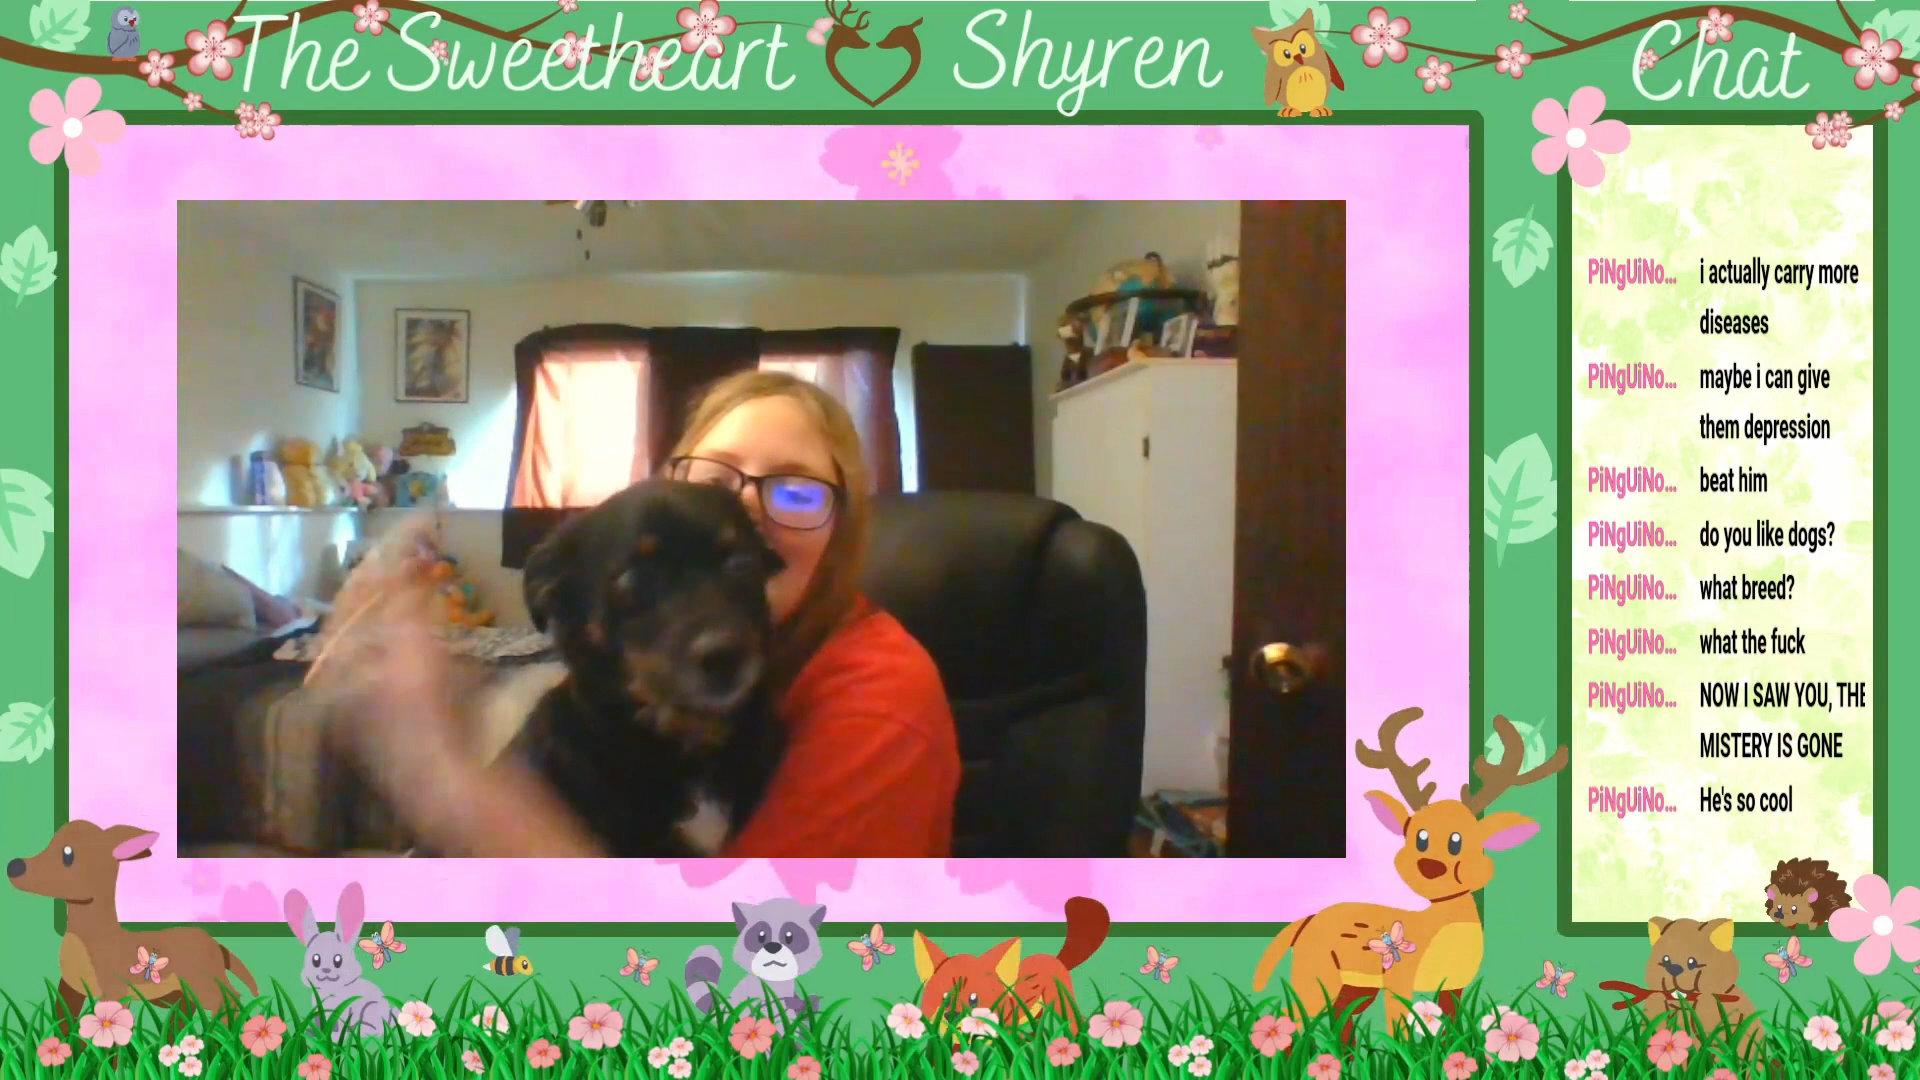 The Sweetheart Shyren
Chat
PiNgUiNo... i actually carry more
diseases
PiNgUiNo... maybe i can give
them depression
PiNgUiNo... beat him
PiNgUiNo... do you like dogs?
PiNgUiNo... what breed?
PiNgUiNo... what the fuck
PiNgUiNo... NOW I SAW YOU, THE
MISTERY IS GONE
PiNgUiNo... He's so cool